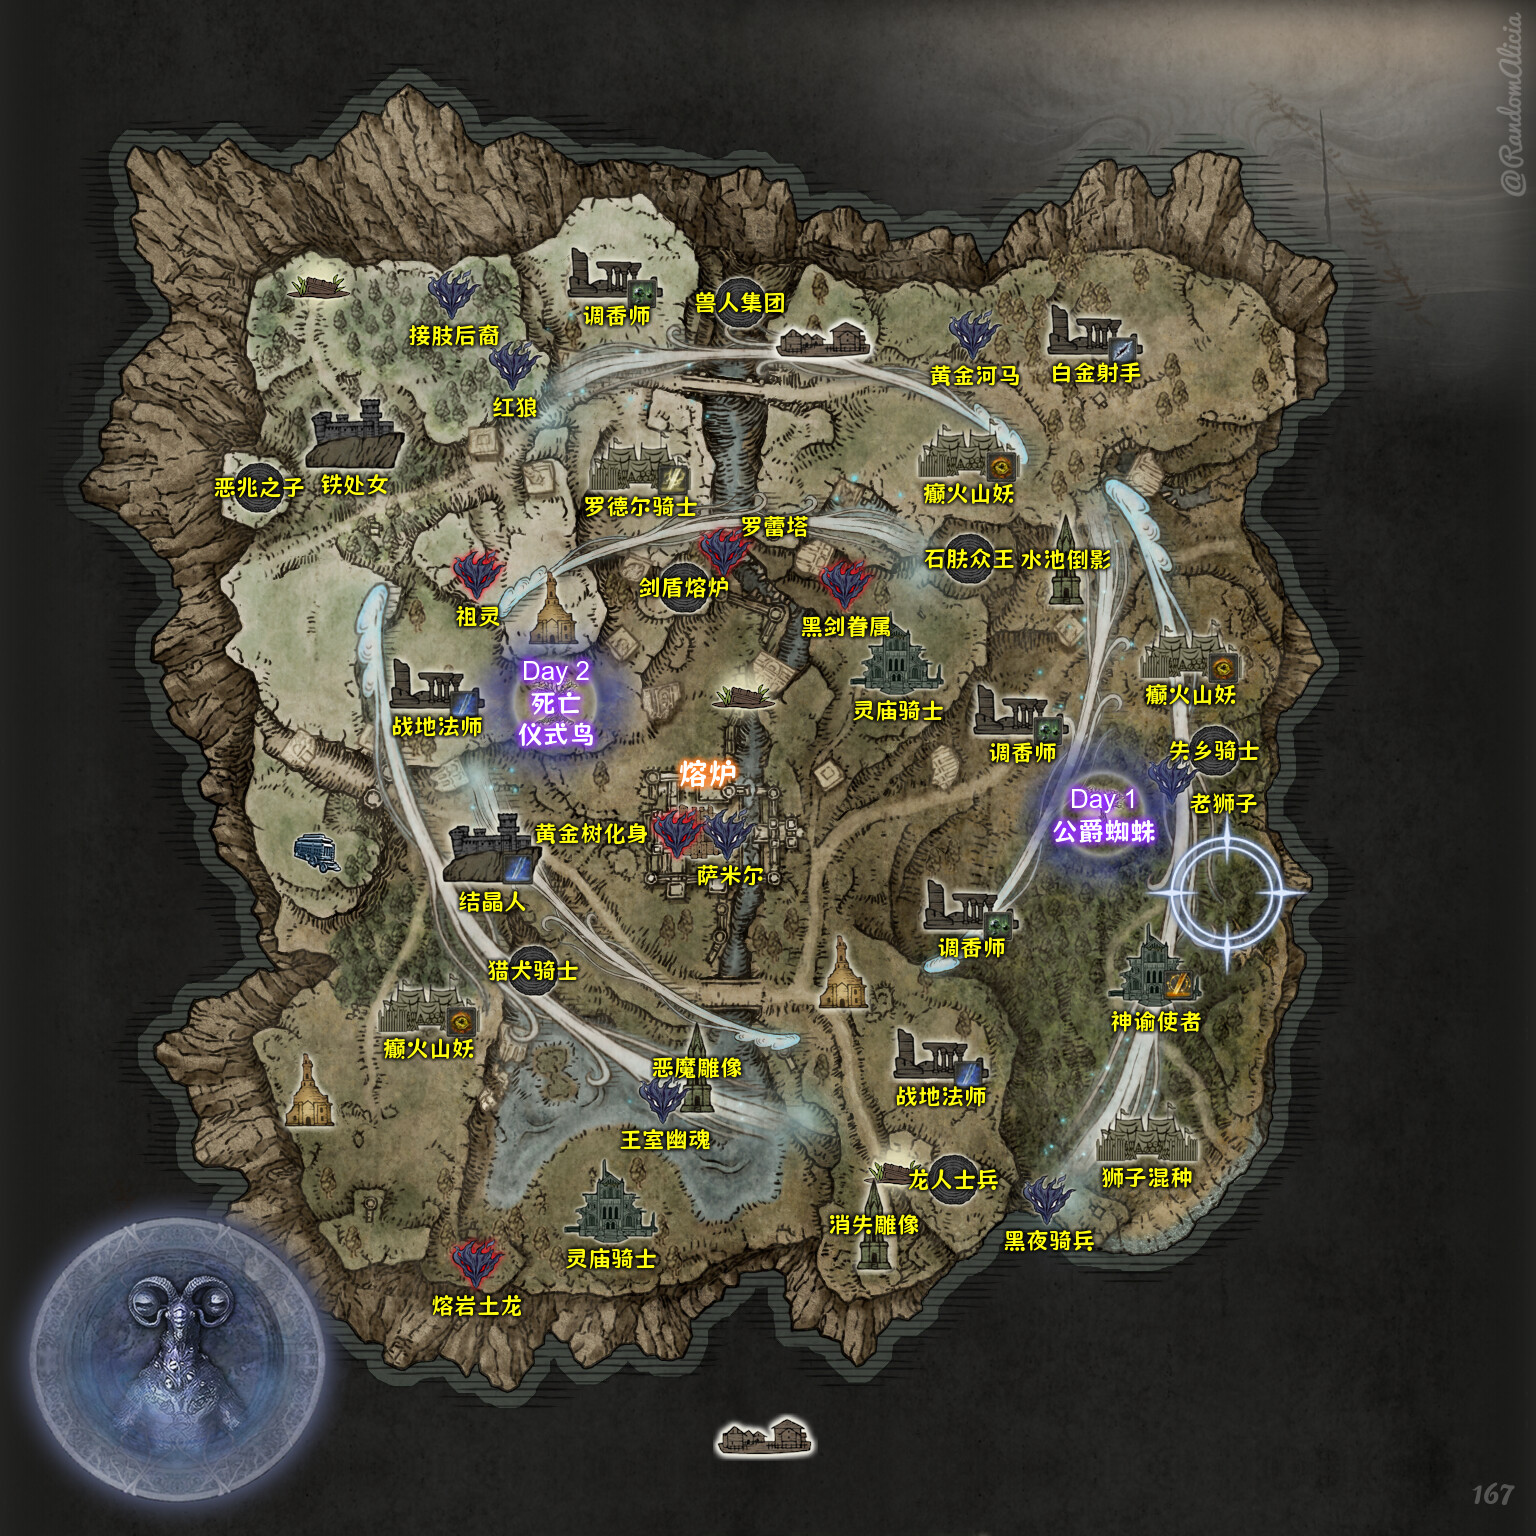 @RandomAlicia
调香师
兽人集团
接肢后裔
黄金河马
白金射手
红狼
恶兆之子
铁处女
罗德尔骑士
癫火山妖
罗蕾塔
石肤众王
水池倒影
剑盾熔炉
祖灵
黑剑眷属
Day 2
死亡
仪式鸟
战地法师
灵庙骑士
癫火山妖
调香师
失乡骑士
熔炉
Day 1
公爵蜘蛛
老狮子
黄金树化身
萨米尔
结晶人
调香师
猎犬骑士
神谕使者
癫火山妖
恶魔雕像
战地法师
王室幽魂
龙人士兵
狮子混种
消失雕像
黑夜骑兵
灵庙骑士
熔岩土龙
167